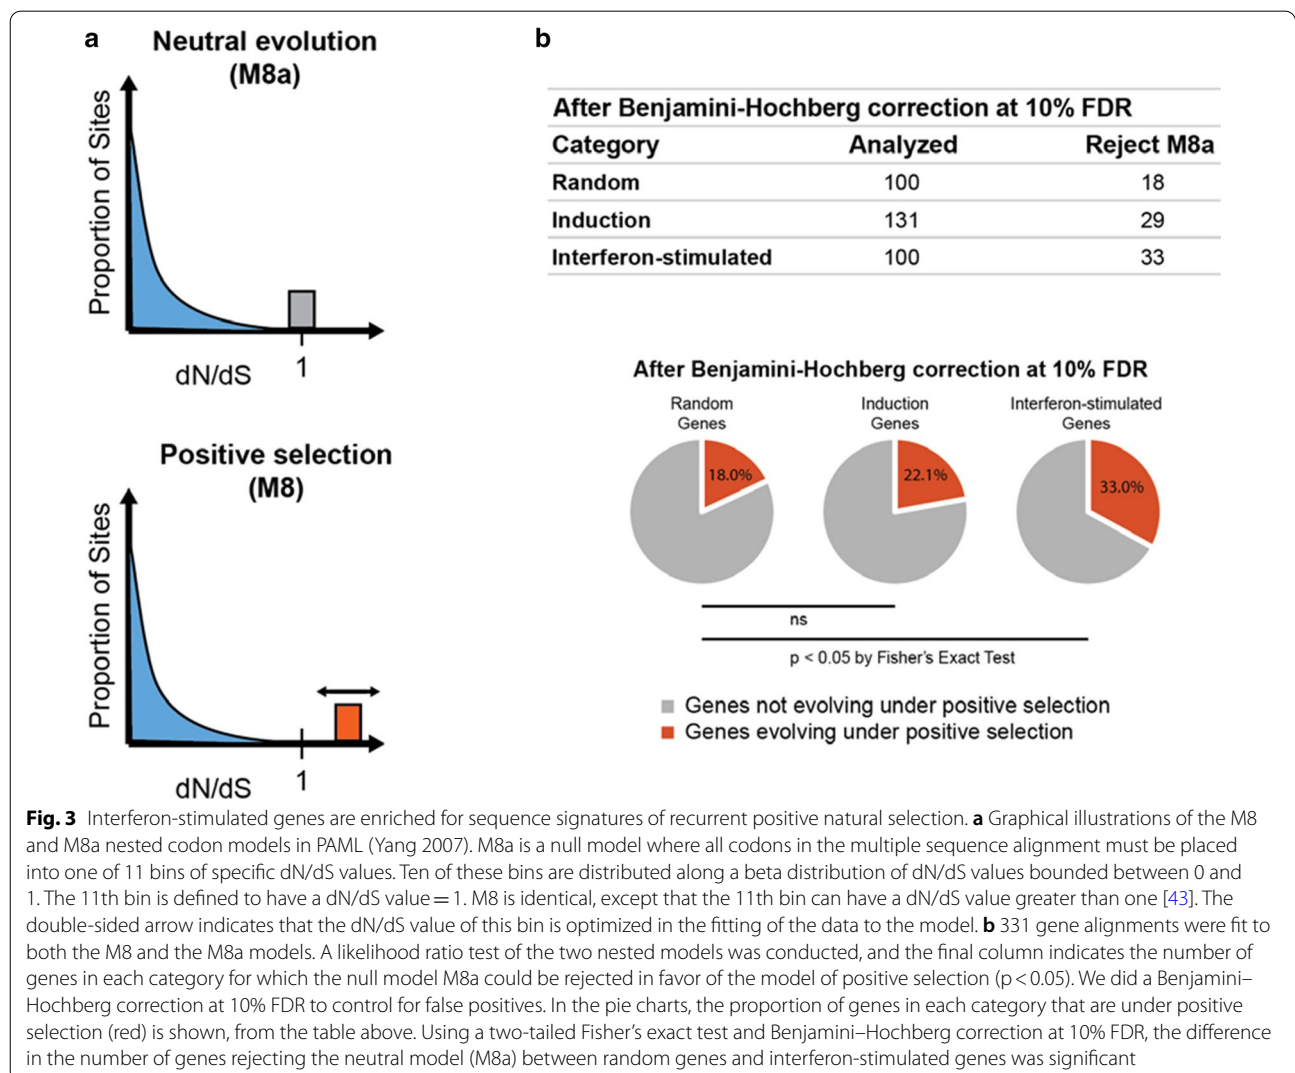 a
Neutral evolution
(M8a)
Proportion of Sites
dN/dS
1
Positive selection
(M8)
Proportion of Sites
dN/dS
1
b
After Benjamini-Hochberg correction at 10% FDR
Category Analyzed Reject M8a
Random 100 18
Induction 131 29
Interferon-stimulated 100 33
After Benjamini-Hochberg correction at 10% FDR
Random
Genes
Induction
Genes
Interferon-stimulated
Genes
18.0%
22.1%
33.0%
ns
p < 0.05 by Fisher's Exact Test
Genes not evolving under positive selection
Genes evolving under positive selection
Fig. 3 Interferon-stimulated genes are enriched for sequence signatures of recurrent positive natural selection. a Graphical illustrations of the M8
and M8a nested codon models in PAML (Yang 2007). M8a is a null model where all codons in the multiple sequence alignment must be placed
into one of 11 bins of specific dN/dS values. Ten of these bins are distributed along a beta distribution of dN/dS values bounded between 0 and
1. The 11th bin is defined to have a dN/dS value = 1. M8 is identical, except that the 11th bin can have a dN/dS value greater than one [43]. The
double-sided arrow indicates that the dN/dS value of this bin is optimized in the fitting of the data to the model. b 331 gene alignments were fit to
both the M8 and the M8a models. A likelihood ratio test of the two nested models was conducted, and the final column indicates the number of
genes in each category for which the null model M8a could be rejected in favor of the model of positive selection (p < 0.05). We did a Benjamini–
Hochberg correction at 10% FDR to control for false positives. In the pie charts, the proportion of genes in each category that are under positive
selection (red) is shown, from the table above. Using a two-tailed Fisher's exact test and Benjamini–Hochberg correction at 10% FDR, the difference
in the number of genes rejecting the neutral model (M8a) between random genes and interferon-stimulated genes was significant